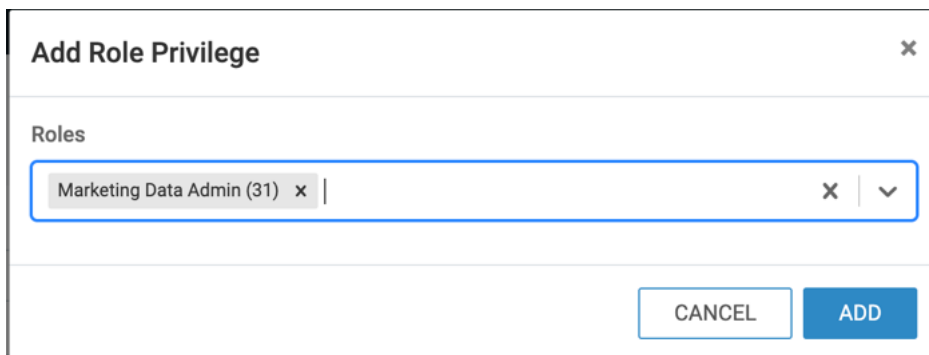 Add Role Privilege
Roles
Marketing Data Admin (31)
CANCEL ADD